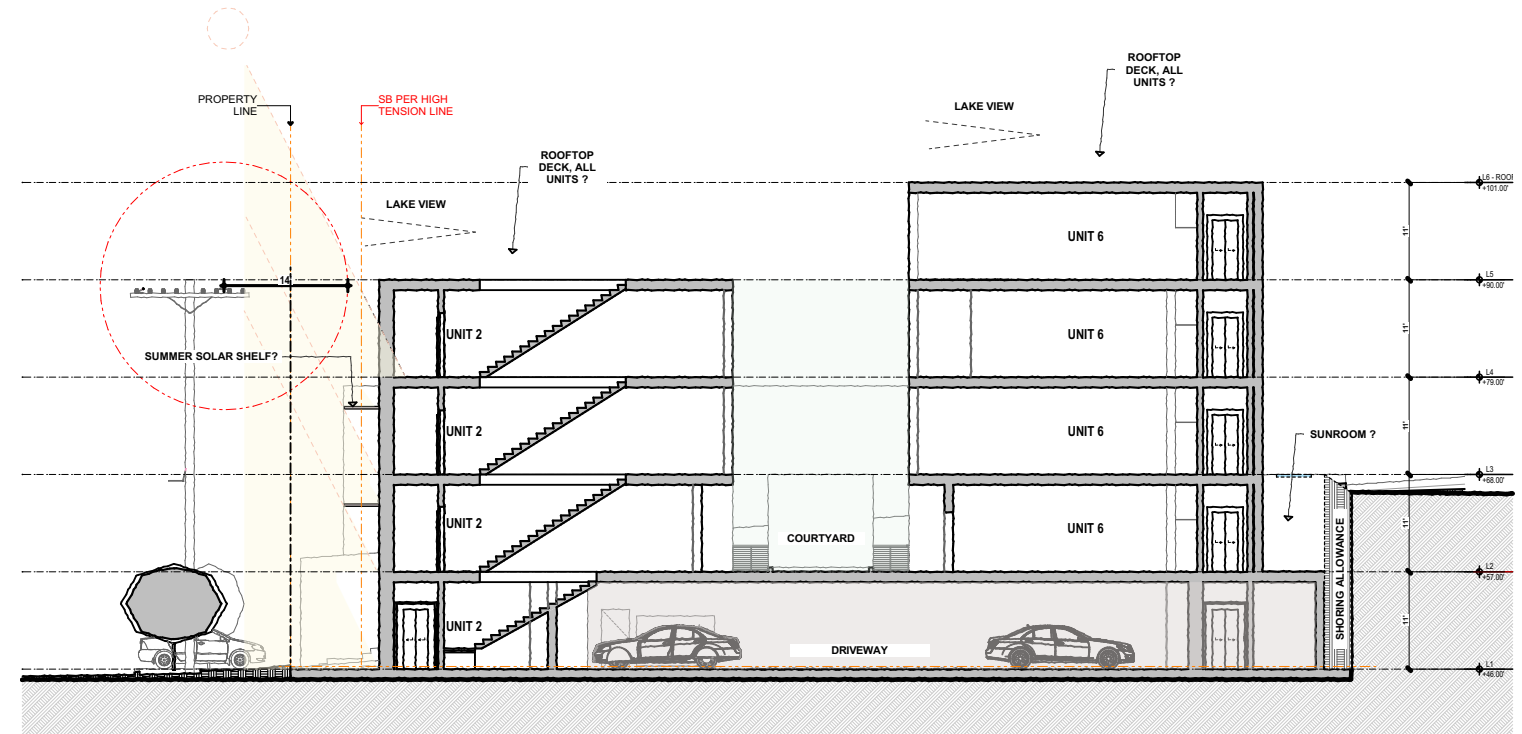 ROOFTOP
DECK, ALL
UNITS ?
PROPERTY
LINE
SB PER HIGH
TENSION LINE
LAKE VIEW
ROOFTOP
DECK, ALL
UNITS ?
LAKE VIEW
L6 - ROOF
+101.00'
11'
UNIT 6
14'
L5
+90.00'
11'
UNIT 2
UNIT 6
SUMMER SOLAR SHELF?
L4
+79.00'
11'
UNIT 2
UNIT 6
SUNROOM ?
L3
+68.00'
11'
UNIT 2
UNIT 6
COURTYARD
SHORING ALLOWANCE
L2
+57.00'
11'
UNIT 2
DRIVEWAY
L1
+46.00'